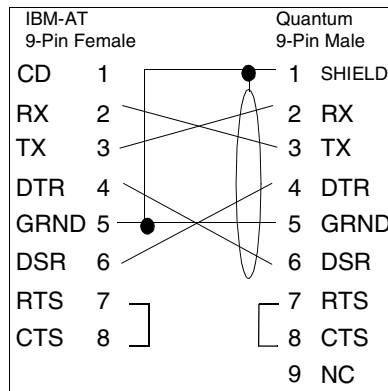 IBM-AT Quantum
9-Pin Female 9-Pin Male
CD 1 1 SHIELD
RX 2 2 RX
TX 3 3 TX
DTR 4 4 DTR
GRND 5 5 GRND
DSR 6 6 DSR
RTS 7 7 RTS
CTS 8 8 CTS
9 NC